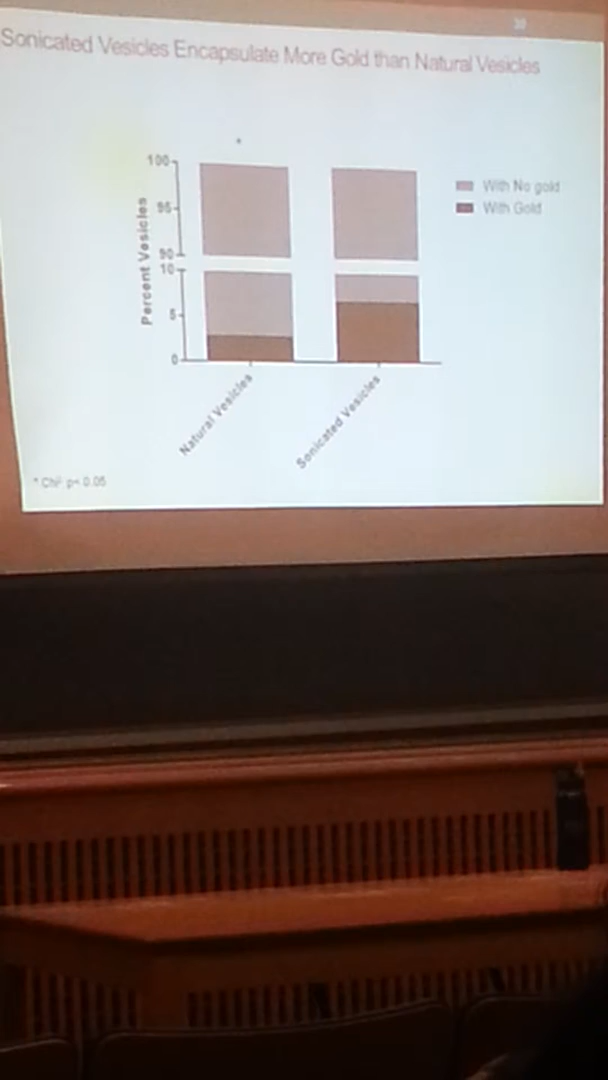 30
Sonicated Vesicles Encapsulate More Gold than Natural Vesicles
*
100
95
90
10
5
0
Percent Vesicles
With No gold
With Gold
Natural Vesicles
Sonicated Vesicles
* Chi² p< 0.05